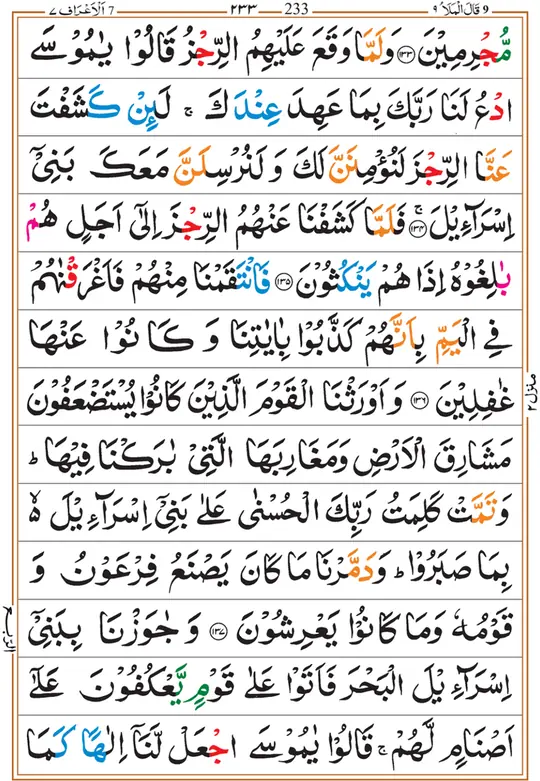 ٩ قَالَ الۡمَلَاُ ٩ ٢٣٣ 233 ٧ اَلۡاَعۡرَافُ ٧
مُّجۡرِمِيۡنَ ﴿١٣٣﴾ وَلَمَّا وَقَعَ عَلَيۡهِمُ الرِّجۡزُ قَالُوۡا يٰمُوۡسَى
ادۡعُ لَنَا رَبَّكَ بِمَا عَهِدَ عِنۡدَكَ ۚ لَئِنۡ كَشَفۡتَ
عَنَّا الرِّجۡزَ لَنُؤۡمِنَنَّ لَكَ وَ لَنُرۡسِلَنَّ مَعَكَ بَنِىۡۤ
اِسۡرَآءِيۡلَ ۚ ﴿١٣٤﴾ فَلَمَّا كَشَفۡنَا عَنۡهُمُ الرِّجۡزَ اِلٰٓى اَجَلٍ هُمۡ
بٰلِغُوۡهُ اِذَا هُمۡ يَنۡكُثُوۡنَ ﴿١٣٥﴾ فَانْتَقَمۡنَا مِنۡهُمۡ فَاَغۡرَقۡنٰهُمۡ
فِى الۡيَمِّ بِاَنَّهُمۡ كَذَّبُوۡا بِاٰيٰتِنَا وَ كَانُوۡا عَنۡهَا
غٰفِلِيۡنَ ﴿١٣٦﴾ وَ اَوۡرَثۡنَا الۡقَوۡمَ الَّذِيۡنَ كَانُوۡا يُسۡتَضۡعَفُوۡنَ
مَشَارِقَ الۡاَرۡضِ وَمَغَارِبَهَا الَّتِىۡ بٰرَكۡنَا فِيۡهَا ؕ
وَ تَمَّتۡ كَلِمَتُ رَبِّكَ الۡحُسۡنٰى عَلٰى بَنِىۡۤ اِسۡرَآءِيۡلَ ۙ
بِمَا صَبَرُوۡا ؕ وَ دَمَّرۡنَا مَا كَانَ يَصۡنَعُ فِرۡعَوۡنُ وَ
قَوۡمُهٗ وَمَا كَانُوۡا يَعۡرِشُوۡنَ ﴿١٣٧﴾ وَ جٰوَزۡنَا بِبَنِىۡۤ
اِسۡرَآءِيۡلَ الۡبَحۡرَ فَاَتَوۡا عَلٰى قَوۡمٍ يَّعۡكُفُوۡنَ عَلٰٓى
اَصۡنَامٍ لَّهُمۡ ۚ قَالُوۡا يٰمُوۡسَى اجۡعَلْ لَّنَاۤ اِلٰهًا كَمَا
منزل ٢
الربع